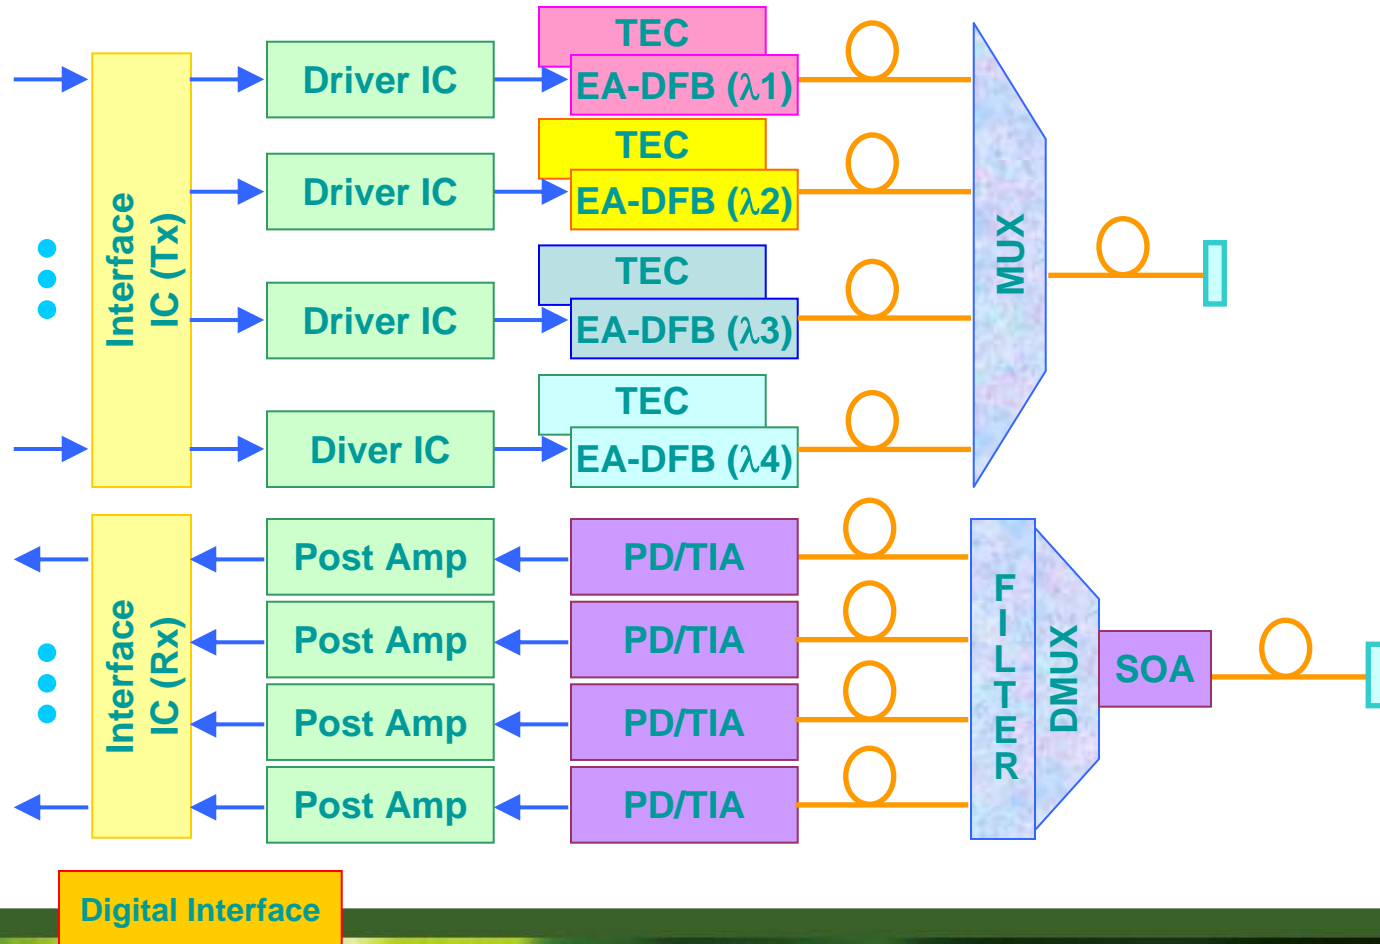 TEC
Driver IC
EA-DFB (λ1)
TEC
Driver IC
EA-DFB (λ2)
Interface
IC (Tx)
MUX
TEC
Driver IC
EA-DFB (λ3)
TEC
Diver IC
EA-DFB (λ4)
Post Amp
PD/TIA
Post Amp
PD/TIA
Interface
IC (Rx)
FILTER
DMUX
SOA
Post Amp
PD/TIA
Post Amp
PD/TIA
Digital Interface